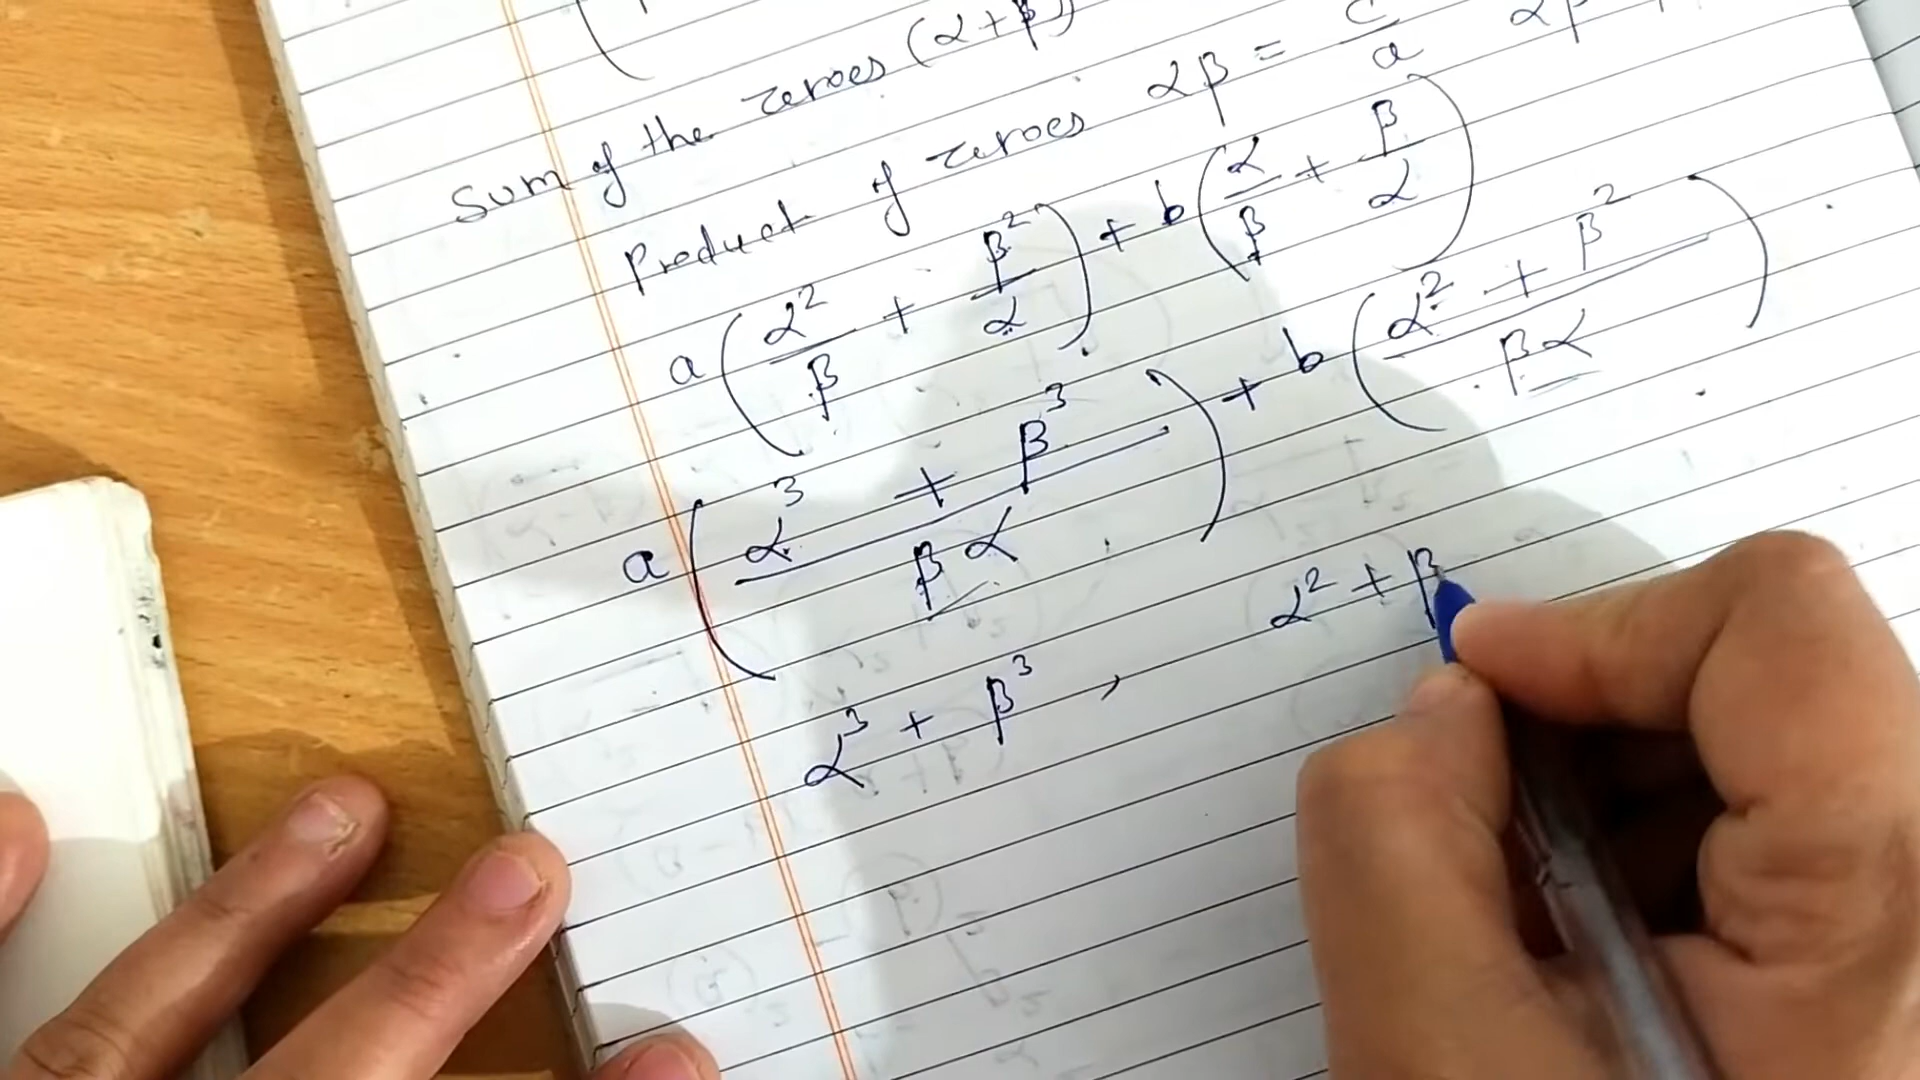 Sum of the zeroes (α+β)
Product of zeroes αβ = c/a αβ
a(α²/β + β²/α) + b(α/β + β/α)
a(α³ + β³/βα) + b(α² + β²/βα)
α³ + β³ , α² + β